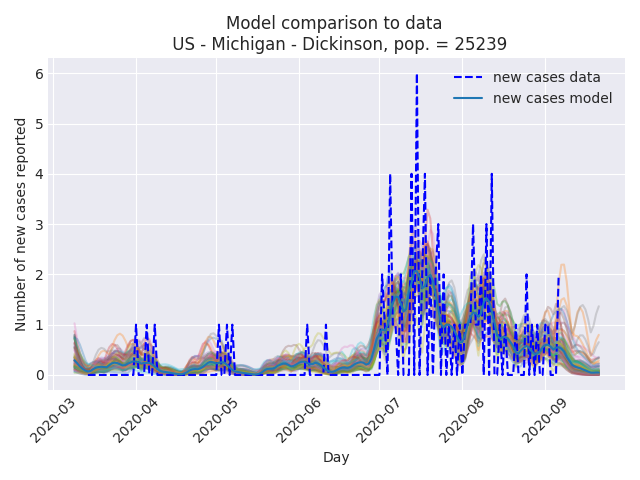 Model comparison to data
US - Michigan - Dickinson, pop. = 25239
new cases data
new cases model
Number of new cases reported
6
5
4
3
2
1
0
2020-03
2020-04
2020-05
2020-06
2020-07
2020-08
2020-09
Day